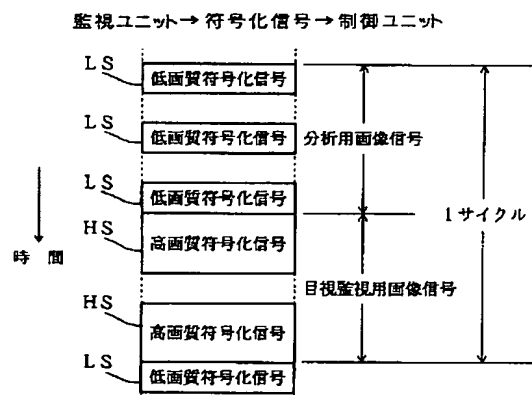 監視ユニット→符号化信号→制御ユニット
LS
低画質符号化信号
LS
低画質符号化信号
分析用画像信号
LS
低画質符号化信号
1サイクル
HS
高画質符号化信号
時間
目視監視用画像信号
HS
高画質符号化信号
LS
低画質符号化信号